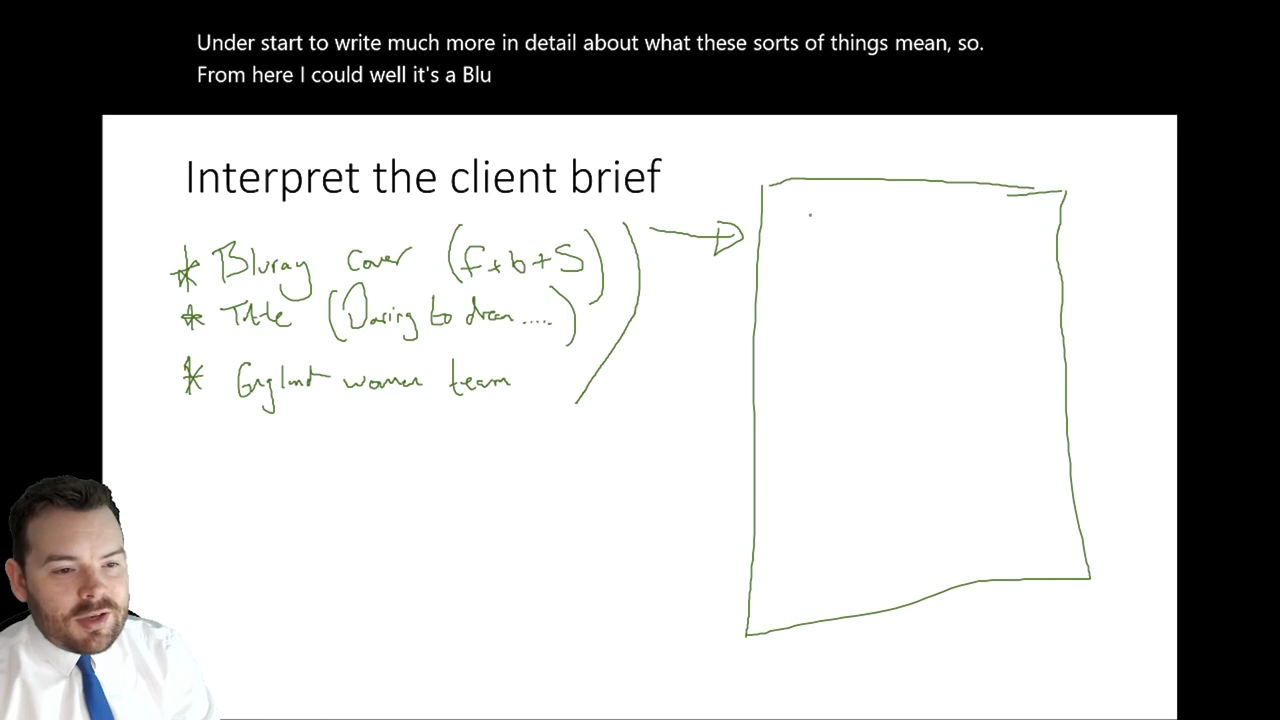 Under start to write much more in detail about what these sorts of things mean, so.
From here I could well it's a Blu
Interpret the client brief
* Bluray cover (f+b+S)
* Title (Daring to dream .....)
* England women team